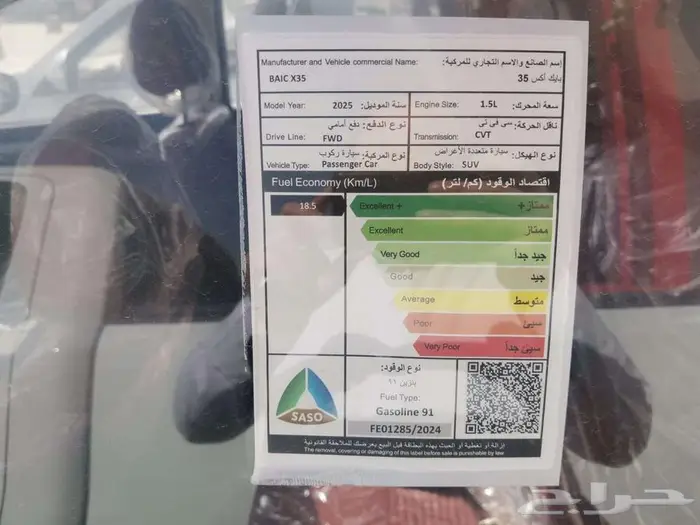 Manufacturer and Vehicle commercial Name: إسم الصانع والاسم التجاري للمركبة:
BAIC X35 بايك أكس 35
Model Year: 2025 سنة الموديل: Engine Size: 1.5L سعة المحرك:
نوع الدفع: دفع أمامي ناقل الحركة: سي في تي
Drive Line: FWD Transmission: CVT
نوع المركبة: سيارة ركوب نوع الهيكل: سيارة متعددة الأغراض
Vehicle Type: Passenger Car Body Style: SUV
Fuel Economy (Km/L) اقتصاد الوقود (كم/ لتر)
18.5 Excellent + ممتاز+
Excellent ممتاز
Very Good جيد جداً
Good جيد
Average متوسط
Poor سيئ
Very Poor سيئ جداً
نوع الوقود:
بنزين ٩١
Fuel Type:
Gasoline 91
SASO
FE01285/2024
إزالة أو تغطية أو العبث بهذه البطاقة قبل البيع يعرضك للملاحقة القانونية
The removal, covering or damaging of this label before sale is punishable by law
حراج